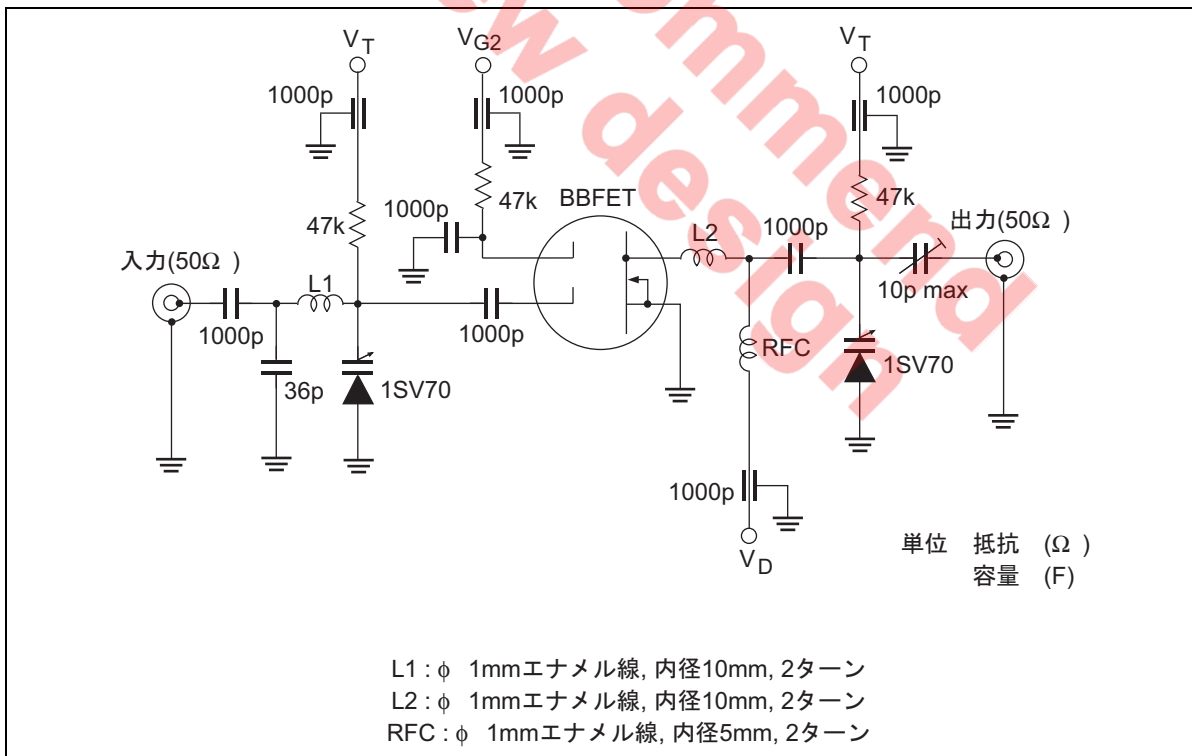 ommend
w design
VT
VG2
VT
1000p
1000p
1000p
47k
47k
47k
BBFET
1000p
L2
1000p
出力(50Ω )
入力(50Ω )
L1
10p max
1000p
1000p
RFC
36p
1SV70
1SV70
1000p
VD
単位 抵抗 (Ω )
容量 (F)
L1 : φ 1mmエナメル線, 内径10mm, 2ターン
L2 : φ 1mmエナメル線, 内径10mm, 2ターン
RFC : φ 1mmエナメル線, 内径5mm, 2ターン